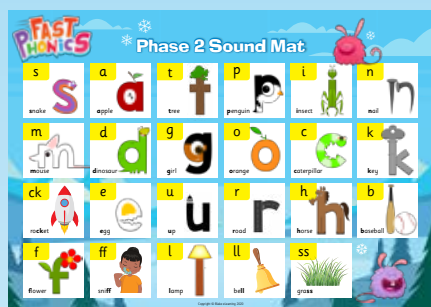 FAST
PHONICS
Phase 2 Sound Mat
s a t p i n
snake apple tree penguin insect nail
m d g o c k
mouse dinosaur girl orange caterpillar key
ck e u r h b
rocket egg up road horse baseball
f ff l ll ss
flower sniff lamp bell grass